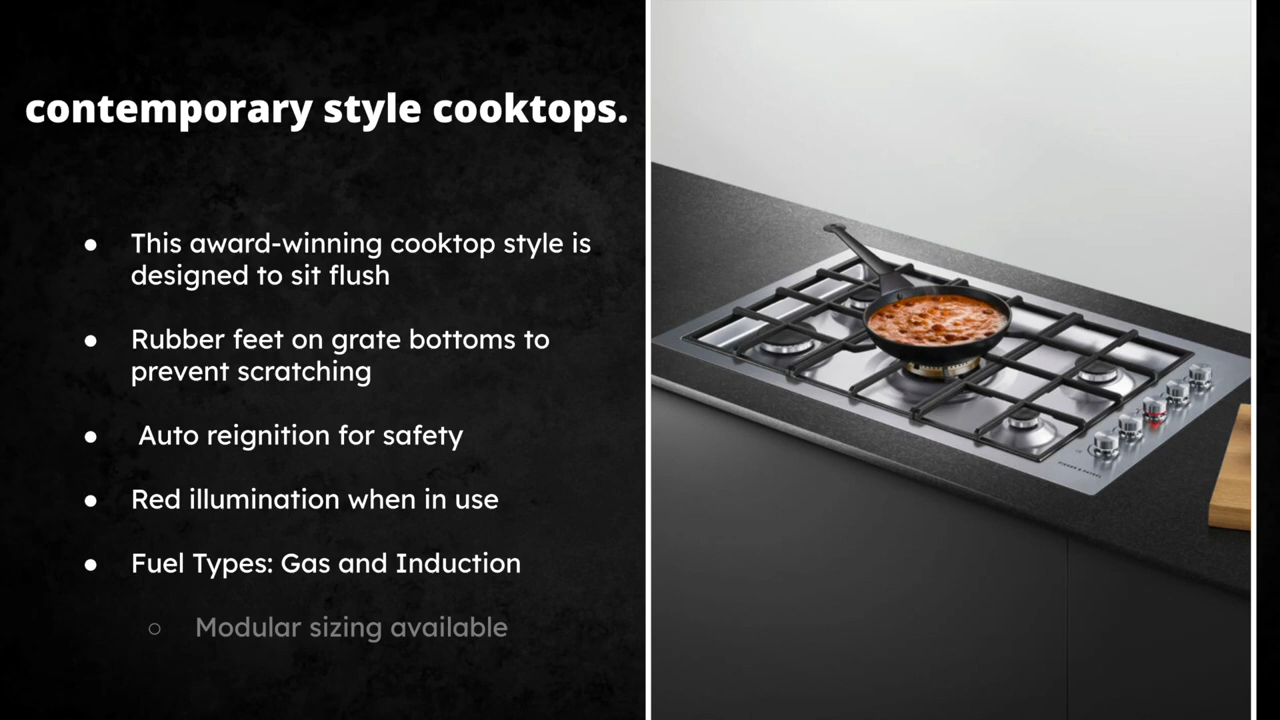 contemporary style cooktops.
● This award-winning cooktop style is
designed to sit flush
● Rubber feet on grate bottoms to
prevent scratching
● Auto reignition for safety
● Red illumination when in use
● Fuel Types: Gas and Induction
○ Modular sizing available
FISHER & PAYKEL